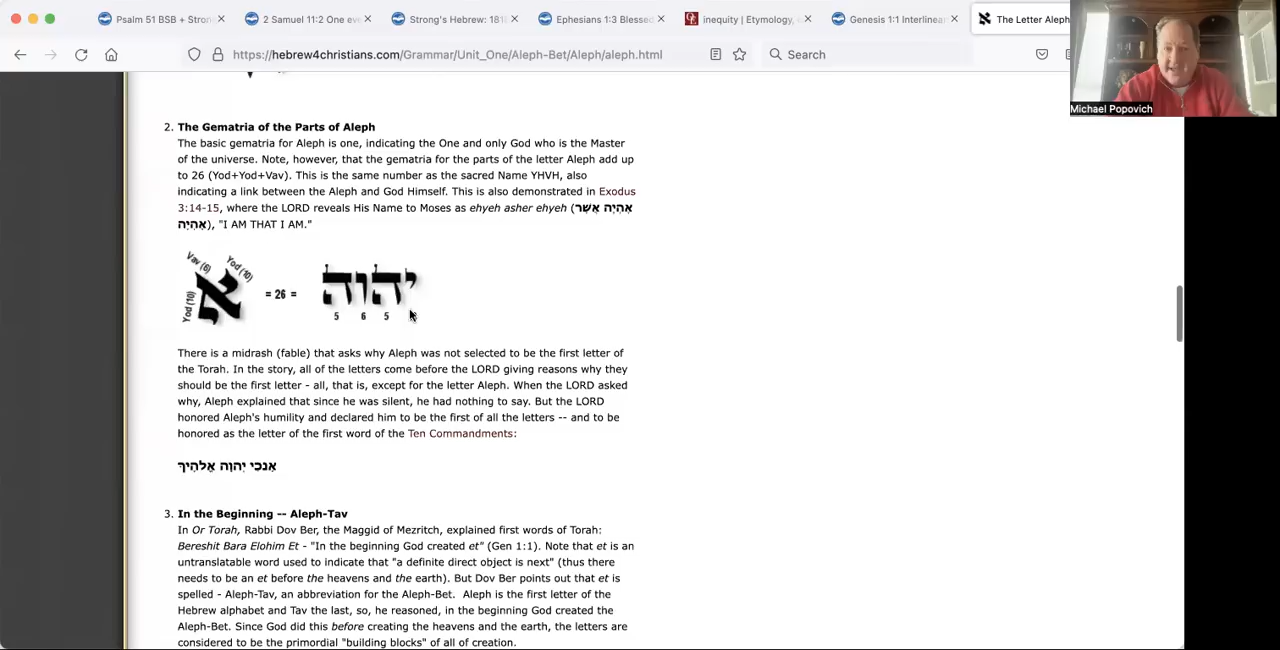 Psalm 51 BSB + Stron
2 Samuel 11:2 One eve
Strong's Hebrew: 181
Ephesians 1:3 Blessed
OE inequity | Etymology,
Genesis 1:1 Interlinea
The Letter Aleph
https://hebrew4christians.com/Grammar/Unit_One/Aleph-Bet/Aleph/aleph.html
Search
Michael Popovich
2. The Gematria of the Parts of Aleph
The basic gematria for Aleph is one, indicating the One and only God who is the Master
of the universe. Note, however, that the gematria for the parts of the letter Aleph add up
to 26 (Yod+Yod+Vav). This is the same number as the sacred Name YHVH, also
indicating a link between the Aleph and God Himself. This is also demonstrated in Exodus
3:14-15, where the LORD reveals His Name to Moses as ehyeh asher ehyeh (אֶהְיֶה אֲשֶׁר
אֶהְיֶה), "I AM THAT I AM."
Vav (6)
Yod (10)
Yod (10)
א
= 26 =
יהוה
5 6 5
There is a midrash (fable) that asks why Aleph was not selected to be the first letter of
the Torah. In the story, all of the letters come before the LORD giving reasons why they
should be the first letter - all, that is, except for the letter Aleph. When the LORD asked
why, Aleph explained that since he was silent, he had nothing to say. But the LORD
honored Aleph's humility and declared him to be the first of all the letters -- and to be
honored as the letter of the first word of the Ten Commandments:
אָנֹכִי יְהוָה אֱלֹהֶיךָ
3. In the Beginning -- Aleph-Tav
In Or Torah, Rabbi Dov Ber, the Maggid of Mezritch, explained first words of Torah:
Bereshit Bara Elohim Et - "In the beginning God created et" (Gen 1:1). Note that et is an
untranslatable word used to indicate that "a definite direct object is next" (thus there
needs to be an et before the heavens and the earth). But Dov Ber points out that et is
spelled - Aleph-Tav, an abbreviation for the Aleph-Bet. Aleph is the first letter of the
Hebrew alphabet and Tav the last, so, he reasoned, in the beginning God created the
Aleph-Bet. Since God did this before creating the heavens and the earth, the letters are
considered to be the primordial "building blocks" of all of creation.